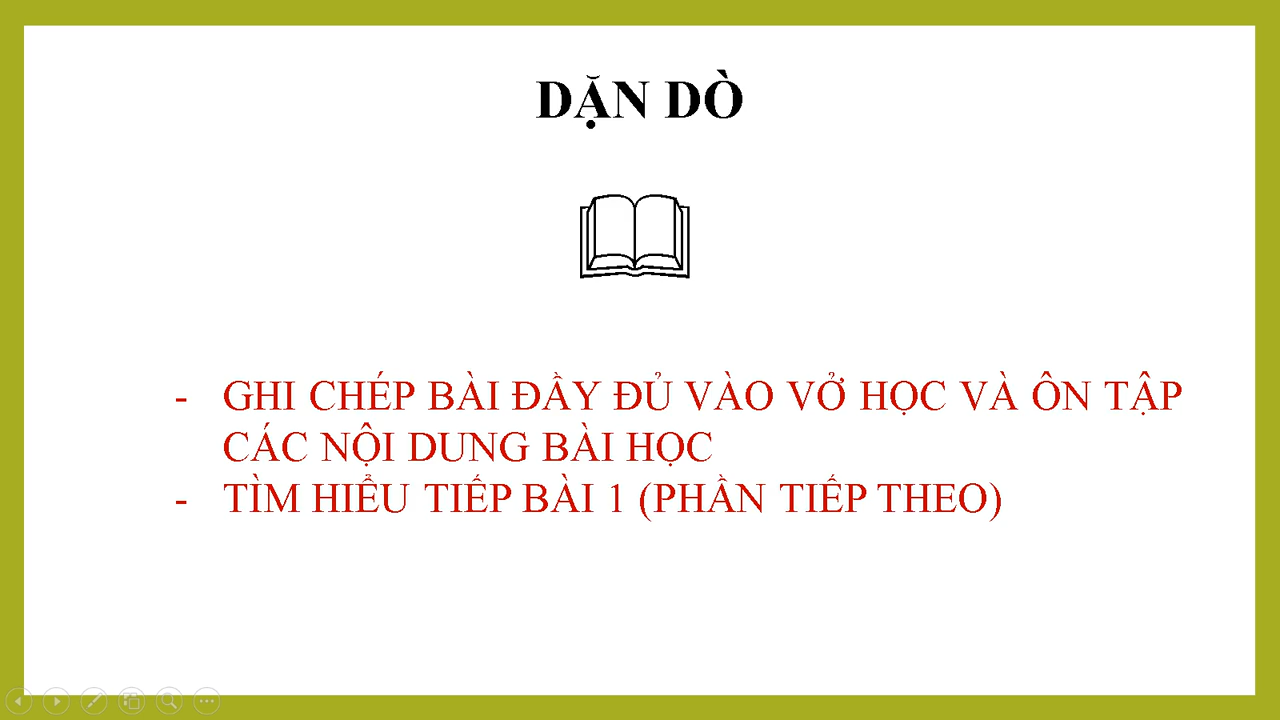 DẶN DÒ
- GHI CHÉP BÀI ĐẦY ĐỦ VÀO VỞ HỌC VÀ ÔN TẬP
CÁC NỘI DUNG BÀI HỌC
- TÌM HIỂU TIẾP BÀI 1 (PHẦN TIẾP THEO)